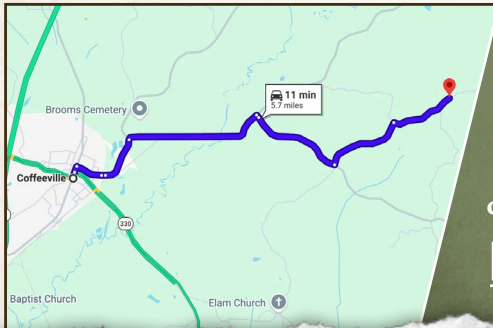 11 min
5.7 miles
Brooms Cemetery
Coffeeville
330
Baptist Church
Elam Church